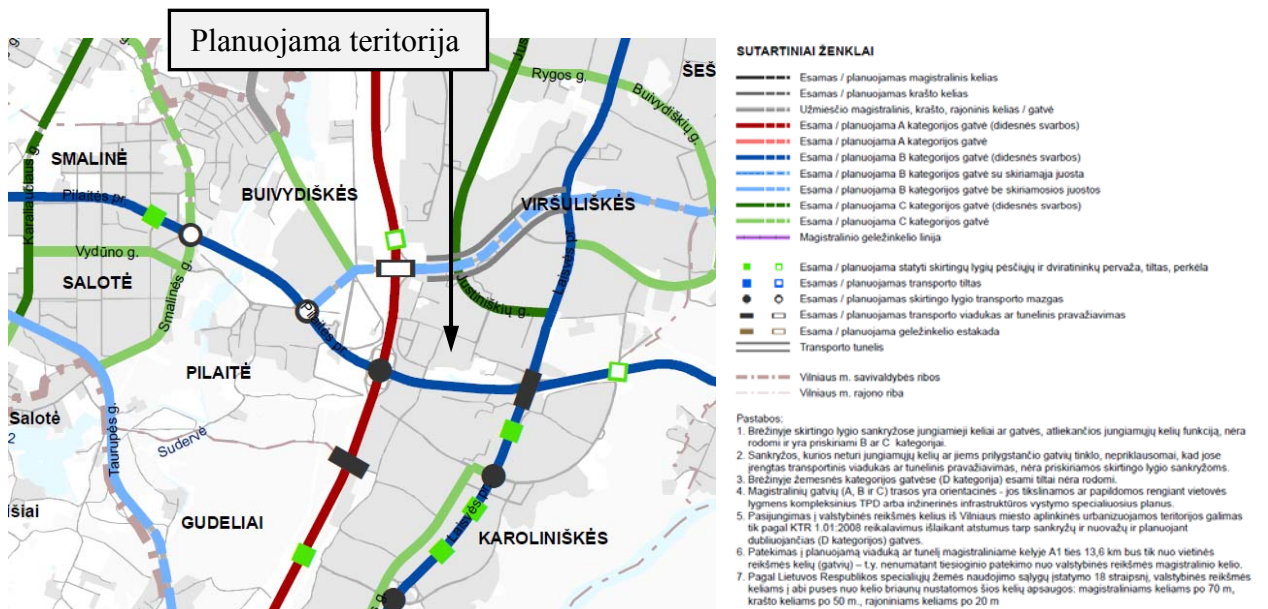 Planuojama teritorija
Rygos g.
ŠEŠ
Buivydiškių g.
SMALINĖ
Karaliaučiaus g.
Pilaitės pr.
BUIVYDIŠKĖS
VIRŠULIŠKĖS
Vydūno g.
SALOTĖ
Smalinės g.
Justiniškių g.
Laisvės pr.
Pilaitės pr.
PILAITĖ
Salotė
2
Taurupės g.
Sudervė
išiai
GUDELIAI
Laisvės pr.
KAROLINIŠKĖS
SUTARTINIAI ŽENKLAI
Esamas / planuojamas magistralinis kelias
Esamas / planuojamas krašto kelias
Užmiesčio magistralinis, krašto, rajoninis kelias / gatvė
Esama / planuojama A kategorijos gatvė (didesnės svarbos)
Esama / planuojama A kategorijos gatvė
Esama / planuojama B kategorijos gatvė (didesnės svarbos)
Esama / planuojama B kategorijos gatvė su skiriamąja juosta
Esama / planuojama B kategorijos gatvė be skiriamosios juostos
Esama / planuojama C kategorijos gatvė (didesnės svarbos)
Esama / planuojama C kategorijos gatvė
Magistralinio geležinkelio linija
Esama / planuojama statyti skirtingų lygių pėsčiųjų ir dviratininkų pervaža, tiltas, perkėla
Esamas / planuojamas transporto tiltas
Esamas / planuojamas skirtingo lygio transporto mazgas
Esamas / planuojamas transporto viadukas ar tunelinis pravažiavimas
Esama / planuojama geležinkelio estakada
Transporto tunelis
Vilniaus m. savivaldybės ribos
Vilniaus m. rajono riba
Pastabos:
1. Brėžinyje skirtingo lygio sankryžose jungiamieji keliai ar gatvės, atliekančios jungiamųjų kelių funkciją, nėra
rodomi ir yra priskiriami B ar C kategorijai.
2. Sankryžos, kurios neturi jungiamųjų kelių ar jiems prilygstančio gatvių tinklo, nepriklausomai, kad jose
įrengtas transportinis viadukas ar tunelinis pravažiavimas, nėra priskiriamos skirtingo lygio sankryžoms.
3. Brėžinyje žemesnės kategorijos gatvėse (D kategorija) esami tiltai nėra rodomi.
4. Magistralinių gatvių (A, B ir C) trasos yra orientacinės - jos tikslinamos ar papildomos rengiant vietovės
lygmens kompleksinius TPD arba inžinerinės infrastruktūros vystymo specialiuosius planus.
5. Pasijungimas į valstybinės reikšmės kelius iš Vilniaus miesto aplinkinės urbanizuojamos teritorijos galimas
tik pagal KTR 1.01:2008 reikalavimus išlaikant atstumus tarp sankryžų ir nuovažų ir planuojant
dubliuojančias (D kategorijos) gatves.
6. Patekimas į planuojamą viaduką ar tunelį magistraliniame kelyje A1 ties 13,6 km bus tik nuo vietinės
reikšmės kelių (gatvių) – t.y. nenumatant tiesioginio patekimo nuo valstybinės reikšmės magistralinio kelio.
7. Pagal Lietuvos Respublikos specialiųjų žemės naudojimo sąlygų įstatymo 18 straipsnį, valstybinės reikšmės
keliams į abi puses nuo kelio briaunų nustatomos šios kelių apsaugos: magistraliniams keliams po 70 m,
krašto keliams po 50 m., rajoniniams keliams po 20 m